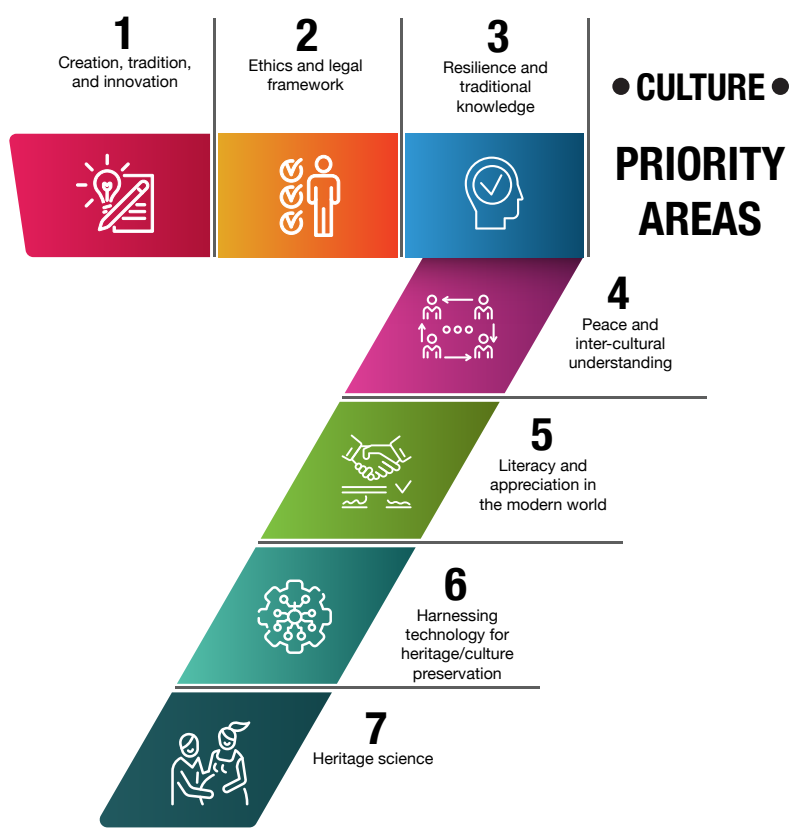 1
Creation, tradition,
and innovation
2
Ethics and legal
framework
3
Resilience and
traditional
knowledge
• CULTURE •
PRIORITY
AREAS
4
Peace and
inter-cultural
understanding
5
Literacy and
appreciation in
the modern world
6
Harnessing
technology for
heritage/culture
preservation
7
Heritage science